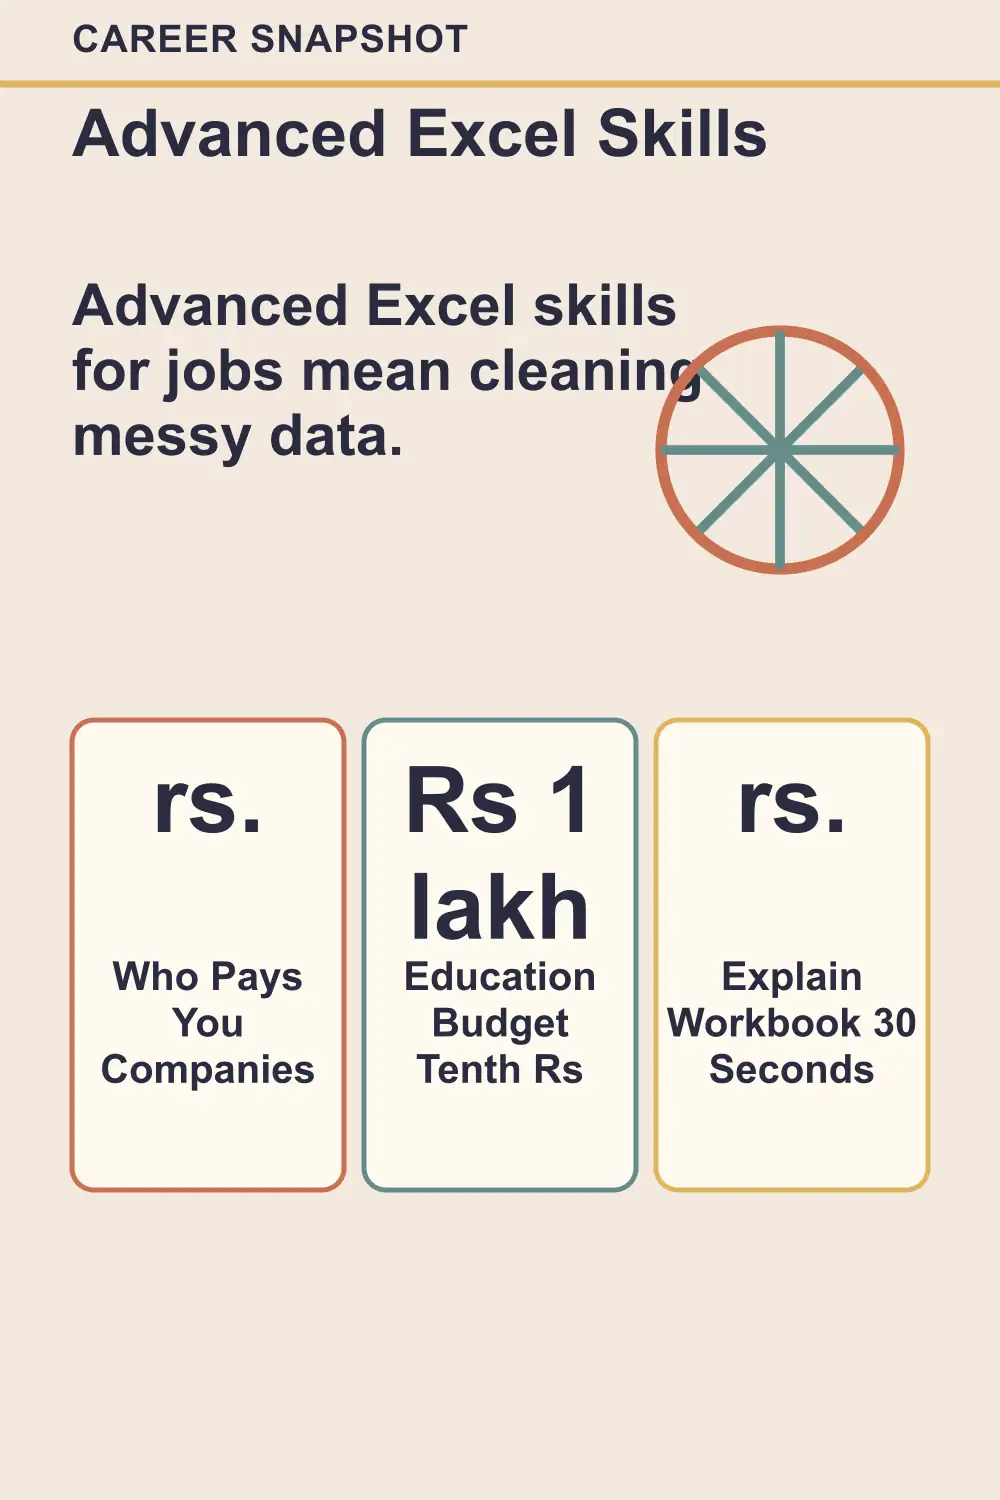 CAREER SNAPSHOT
Advanced Excel Skills
Advanced Excel skills
for jobs mean cleaning
messy data.
rs.
Who Pays
You
Companies
Rs 1
lakh
Education
Budget
Tenth Rs
rs.
Explain
Workbook 30
Seconds